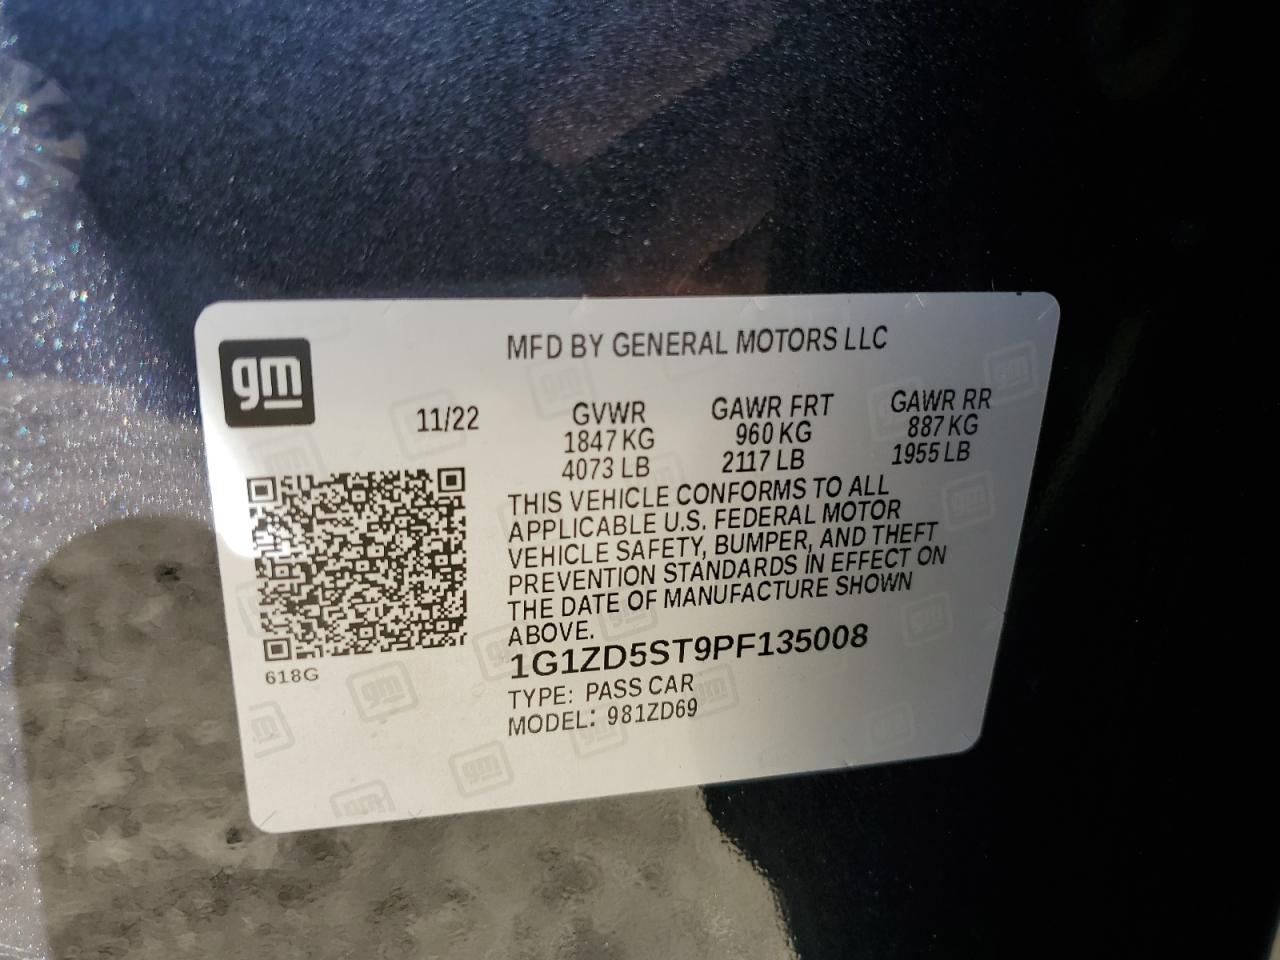 gm
MFD BY GENERAL MOTORS LLC
11/22
GVWR
1847 KG
4073 LB
GAWR FRT
960 KG
2117 LB
GAWR RR
887 KG
1955 LB
THIS VEHICLE CONFORMS TO ALL
APPLICABLE U.S. FEDERAL MOTOR
VEHICLE SAFETY, BUMPER, AND THEFT
PREVENTION STANDARDS IN EFFECT ON
THE DATE OF MANUFACTURE SHOWN
ABOVE.
1G1ZD5ST9PF135008
TYPE: PASS CAR
MODEL: 981ZD69
618G